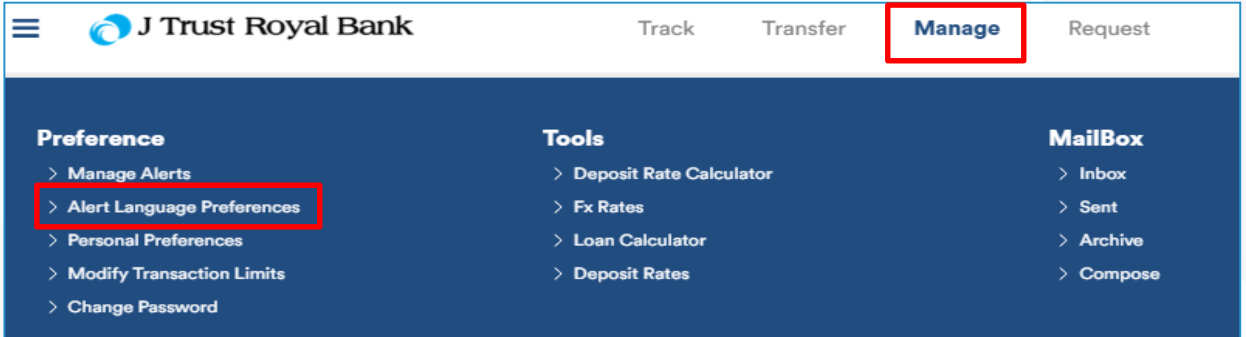 J Trust Royal Bank
Track Transfer Manage Request
Preference
> Manage Alerts
> Alert Language Preferences
> Personal Preferences
> Modify Transaction Limits
> Change Password
Tools
> Deposit Rate Calculator
> Fx Rates
> Loan Calculator
> Deposit Rates
MailBox
> Inbox
> Sent
> Archive
> Compose